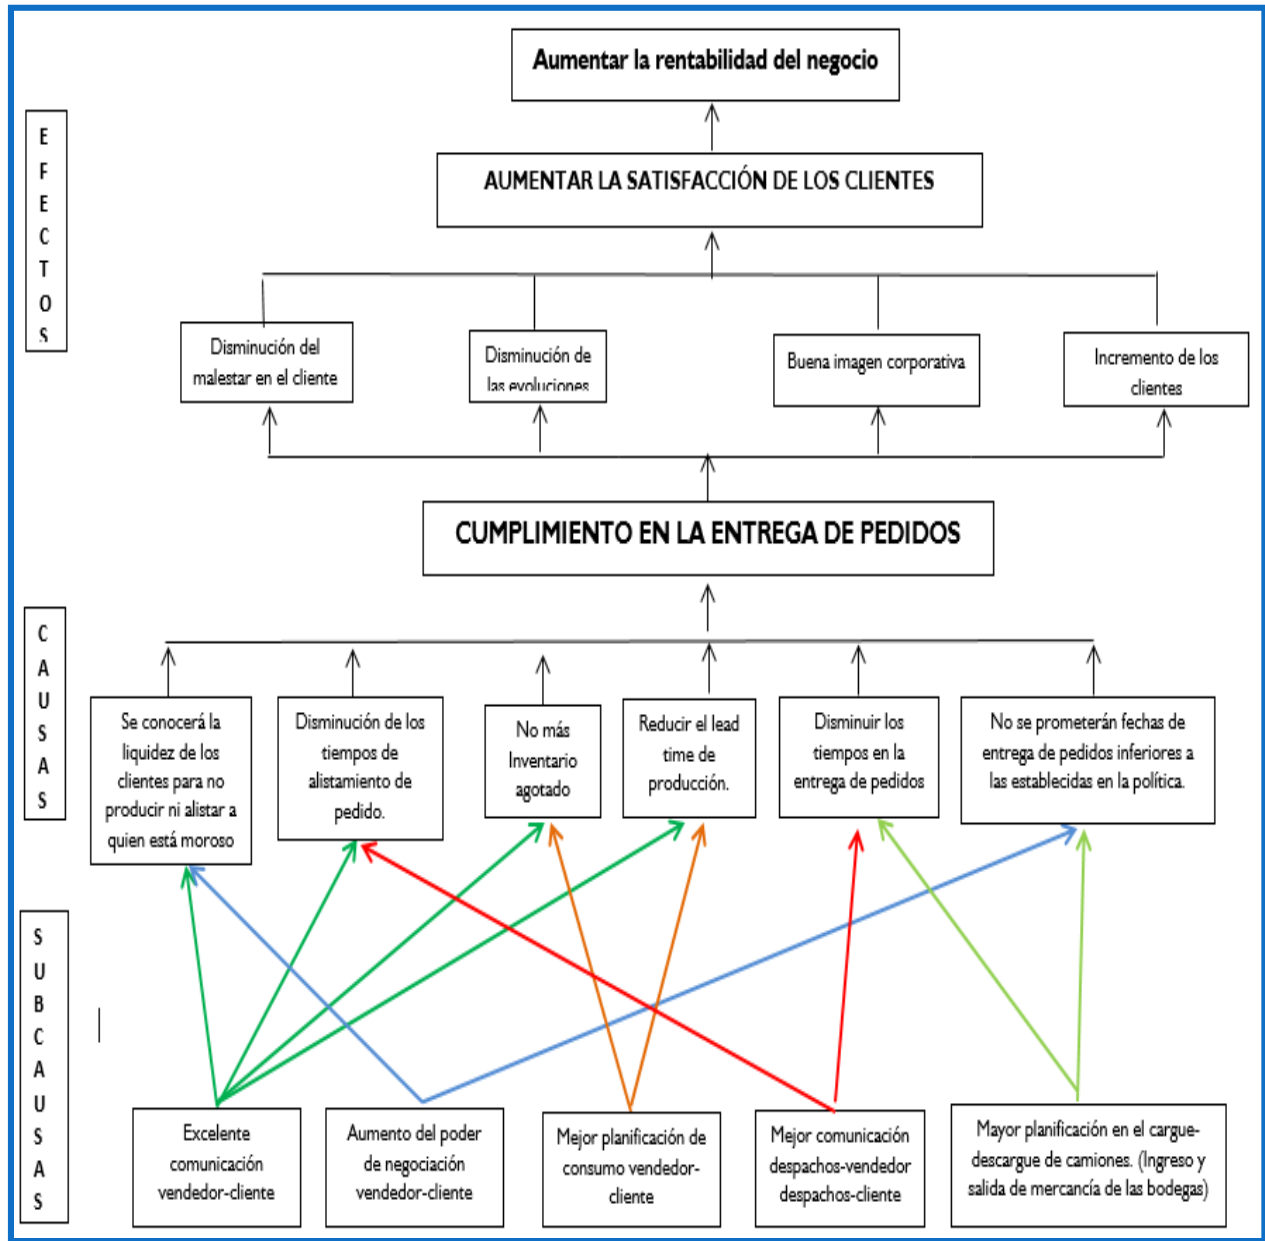 Aumentar la rentabilidad del negocio
EFECTOS
AUMENTAR LA SATISFACCIÓN DE LOS CLIENTES
Disminución del
malestar en el cliente
Disminución de
las evoluciones
Buena imagen corporativa
Incremento de los
clientes
CUMPLIMIENTO EN LA ENTREGA DE PEDIDOS
CAUSAS
Se conocerá la
liquidez de los
clientes para no
producir ni alistar a
quien está moroso
Disminución de los
tiempos de
alistamiento de
pedido.
No más
Inventario
agotado
Reducir el lead
time de
producción.
Disminuir los
tiempos en la
entrega de pedidos
No se prometerán fechas de
entrega de pedidos inferiores a
las establecidas en la política.
SUBCAUSAS
Excelente
comunicación
vendedor-cliente
Aumento del poder
de negociación
vendedor-cliente
Mejor planificación de
consumo vendedor-
cliente
Mejor comunicación
despachos-vendedor
despachos-cliente
Mayor planificación en el cargue-
descargue de camiones. (Ingreso y
salida de mercancía de las bodegas)